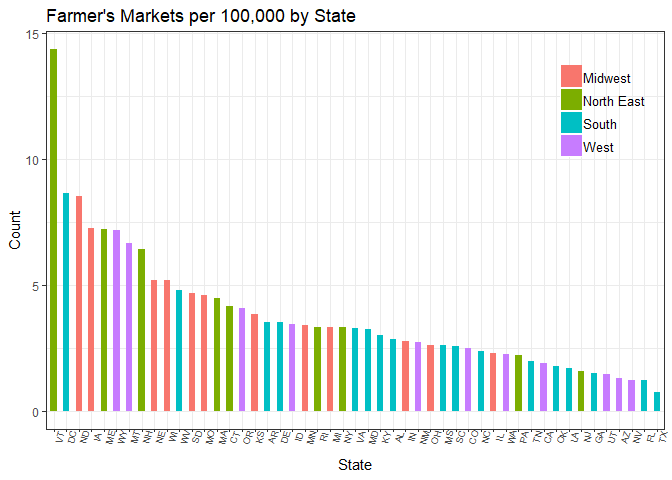 Farmer's Markets per 100,000 by State
15
10
5
0
Count
Midwest
North East
South
West
VT DC ND IA ME WY MT NH NE WI WV SD MO MA CT OR KS AR DE ID MN RI MI NY VA MD KY AL IN NM OH MS SC CO NC IL WA PA TN CA OK LA NJ GA UT AZ NV FL TX
State